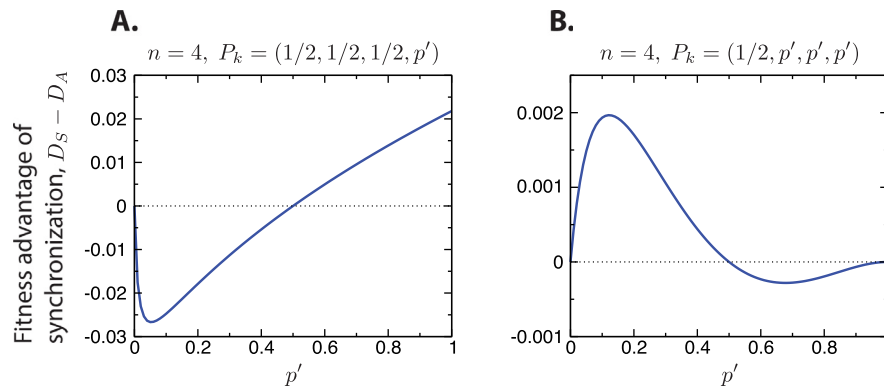 A.
n = 4, P_k = (1/2, 1/2, 1/2, p′)
Fitness advantage of
synchronization, D_S − D_A
0.03
0.02
0.01
0
-0.01
-0.02
-0.03
0
0.2
0.4
0.6
0.8
1
p′
B.
n = 4, P_k = (1/2, p′, p′, p′)
0.002
0.001
0
-0.001
0
0.2
0.4
0.6
0.8
p′